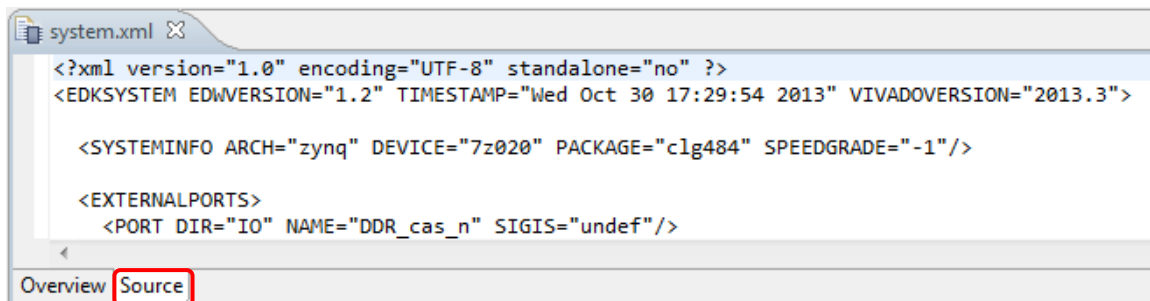 system.xml
<?xml version="1.0" encoding="UTF-8" standalone="no" ?>
<EDKSYSTEM EDWVERSION="1.2" TIMESTAMP="Wed Oct 30 17:29:54 2013" VIVADOVERSION="2013.3">
<SYSTEMINFO ARCH="zynq" DEVICE="7z020" PACKAGE="clg484" SPEEDGRADE="-1"/>
<EXTERNALPORTS>
<PORT DIR="IO" NAME="DDR_cas_n" SIGIS="undef"/>
Overview Source